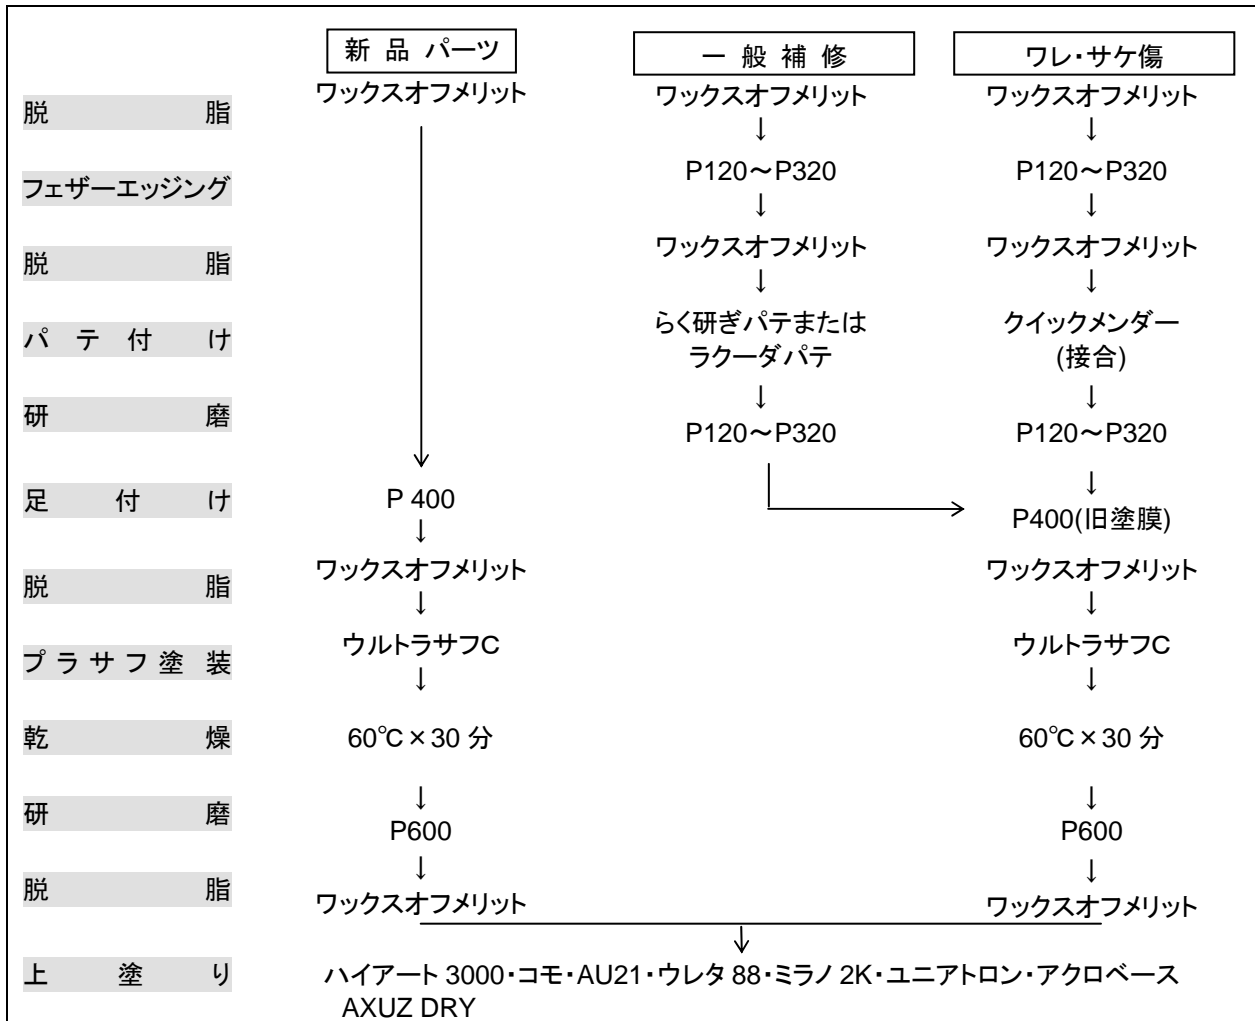 新 品 パーツ 一 般 補 修 ワレ・サケ傷
脱 脂 ワックスオフメリット ワックスオフメリット ワックスオフメリット
↓ ↓
フェザーエッジング P120～P320 P120～P320
↓ ↓
脱 脂 ワックスオフメリット ワックスオフメリット
↓ ↓
パ テ 付 け らく研ぎパテまたは クイックメンダー
ラクーダパテ (接合)
↓ ↓
研 磨 P120～P320 P120～P320
↓
足 付 け P 400 P400(旧塗膜)
↓
脱 脂 ワックスオフメリット ワックスオフメリット
↓ ↓
プ ラ サ フ 塗 装 ウルトラサフC ウルトラサフC
↓ ↓
乾 燥 60℃×30 分 60℃×30 分
↓ ↓
研 磨 P600 P600
↓ ↓
脱 脂 ワックスオフメリット ワックスオフメリット
上 塗 り ハイアート 3000・コモ・AU21・ウレタ 88・ミラノ 2K・ユニアトロン・アクロベース
AXUZ DRY